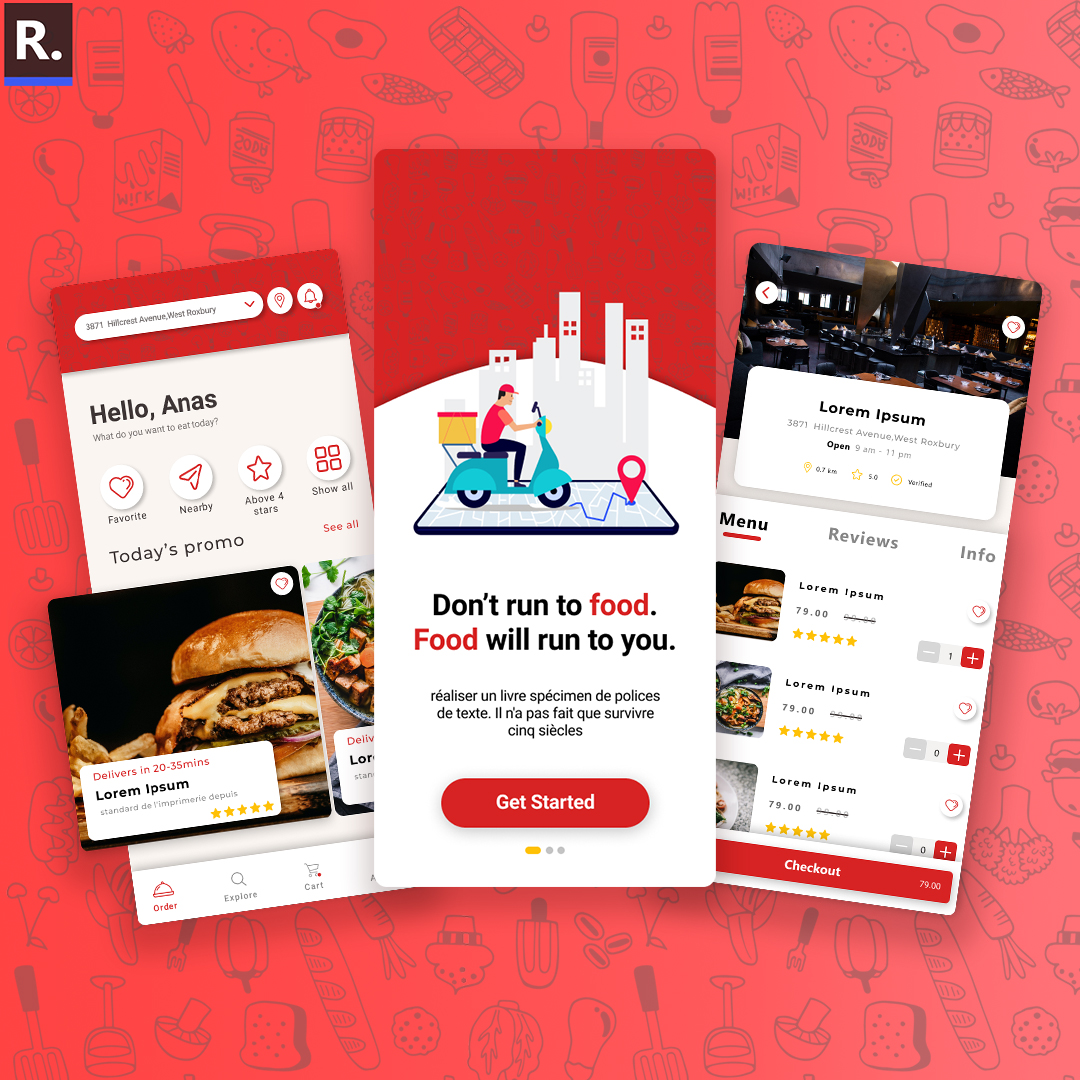 R.
3871 Hillcrest Avenue,West Roxbury
Hello, Anas
What do you want to eat today?
Favorite
Nearby
Above 4
stars
Show all
Today's promo
See all
Delivers in 20-35mins
Lorem Ipsum
standard de l'imprimerie depuis
Deliv
Lor
stan
Order
Explore
Cart
A
Don't run to food.
Food will run to you.
réaliser un livre spécimen de polices
de texte. Il n'a pas fait que survivre
cinq siècles
Get Started
Lorem Ipsum
3871 Hillcrest Avenue,West Roxbury
Open 9 am - 11 pm
0.7 km
5.0
Verified
Menu
Reviews
Info
Lorem Ipsum
79.00
1
Lorem Ipsum
79.00
0
Lorem Ipsum
79.00
0
Checkout
79.00
MILK
SODA